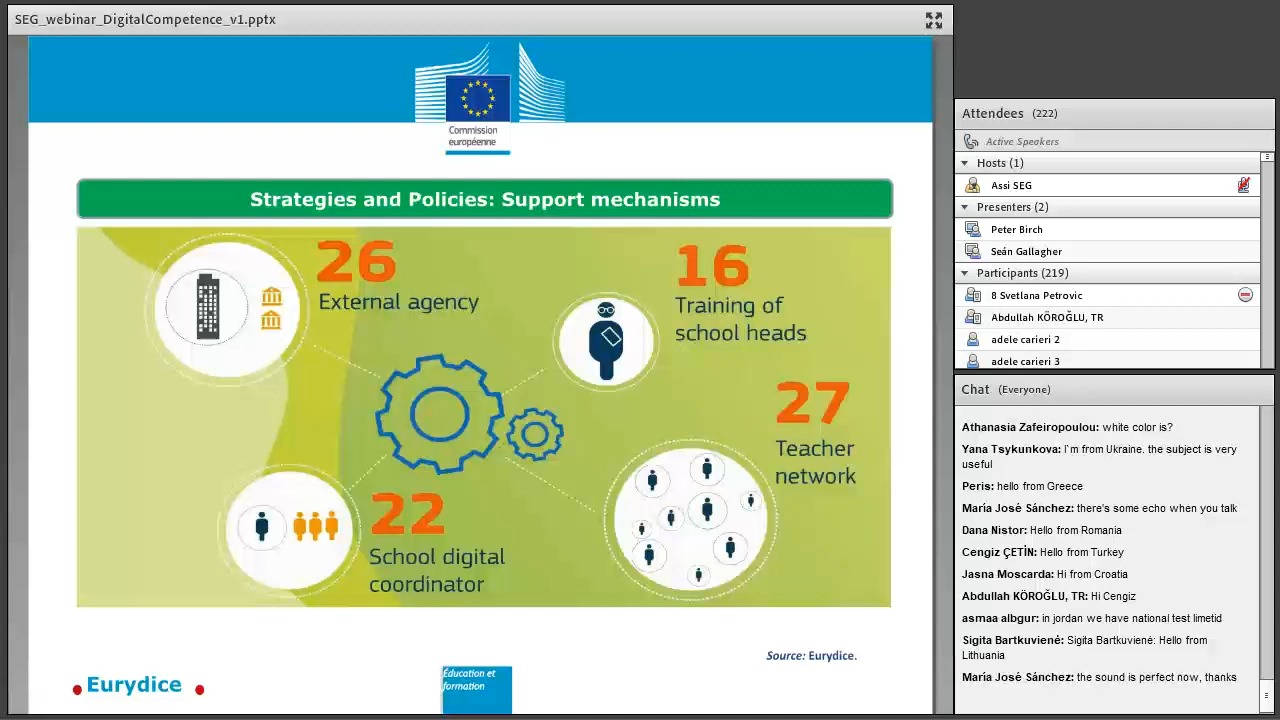 SEG_webinar_DigitalCompetence_v1.pptx
Commission
européenne
Strategies and Policies: Support mechanisms
26
External agency
16
Training of
school heads
27
Teacher
network
22
School digital
coordinator
Source: Eurydice.
Eurydice
Éducation et
formation
Attendees (222)
Active Speakers
Hosts (1)
Assi SEG
Presenters (2)
Peter Birch
Seán Gallagher
Participants (219)
8 Svetlana Petrovic
Abdullah KÖROĞLU, TR
adele carieri 2
adele carieri 3
Chat (Everyone)
Athanasia Zafeiropoulou: white color is?
Yana Tsykunkova: I`m from Ukraine. the subject is very
useful
Peris: hello from Greece
María José Sánchez: there's some echo when you talk
Dana Nistor: Hello from Romania
Cengiz ÇETİN: Hello from Turkey
Jasna Moscarda: Hi from Croatia
Abdullah KÖROĞLU, TR: Hi Cengiz
asmaa albgur: in jordan we have national test limetid
Sigita Bartkuviené: Sigita Bartkuviené: Hello from
Lithuania
María José Sánchez: the sound is perfect now, thanks